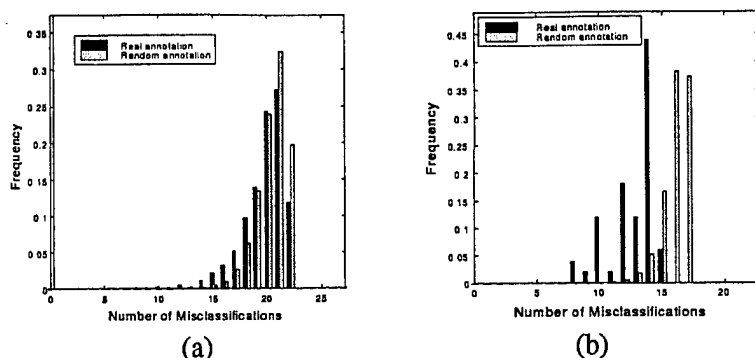 Real annotation
Random annotation
0.35
0.3
0.25
0.2
0.15
0.1
0.05
0
Frequency
0 5 10 15 20 25
Number of Misclassifications
(a)
Real annotation
Random annotation
0.45
0.4
0.35
0.3
0.25
0.2
0.15
0.1
0.05
0
Frequency
0 5 10 15 20
Number of Misclassifications
(b)